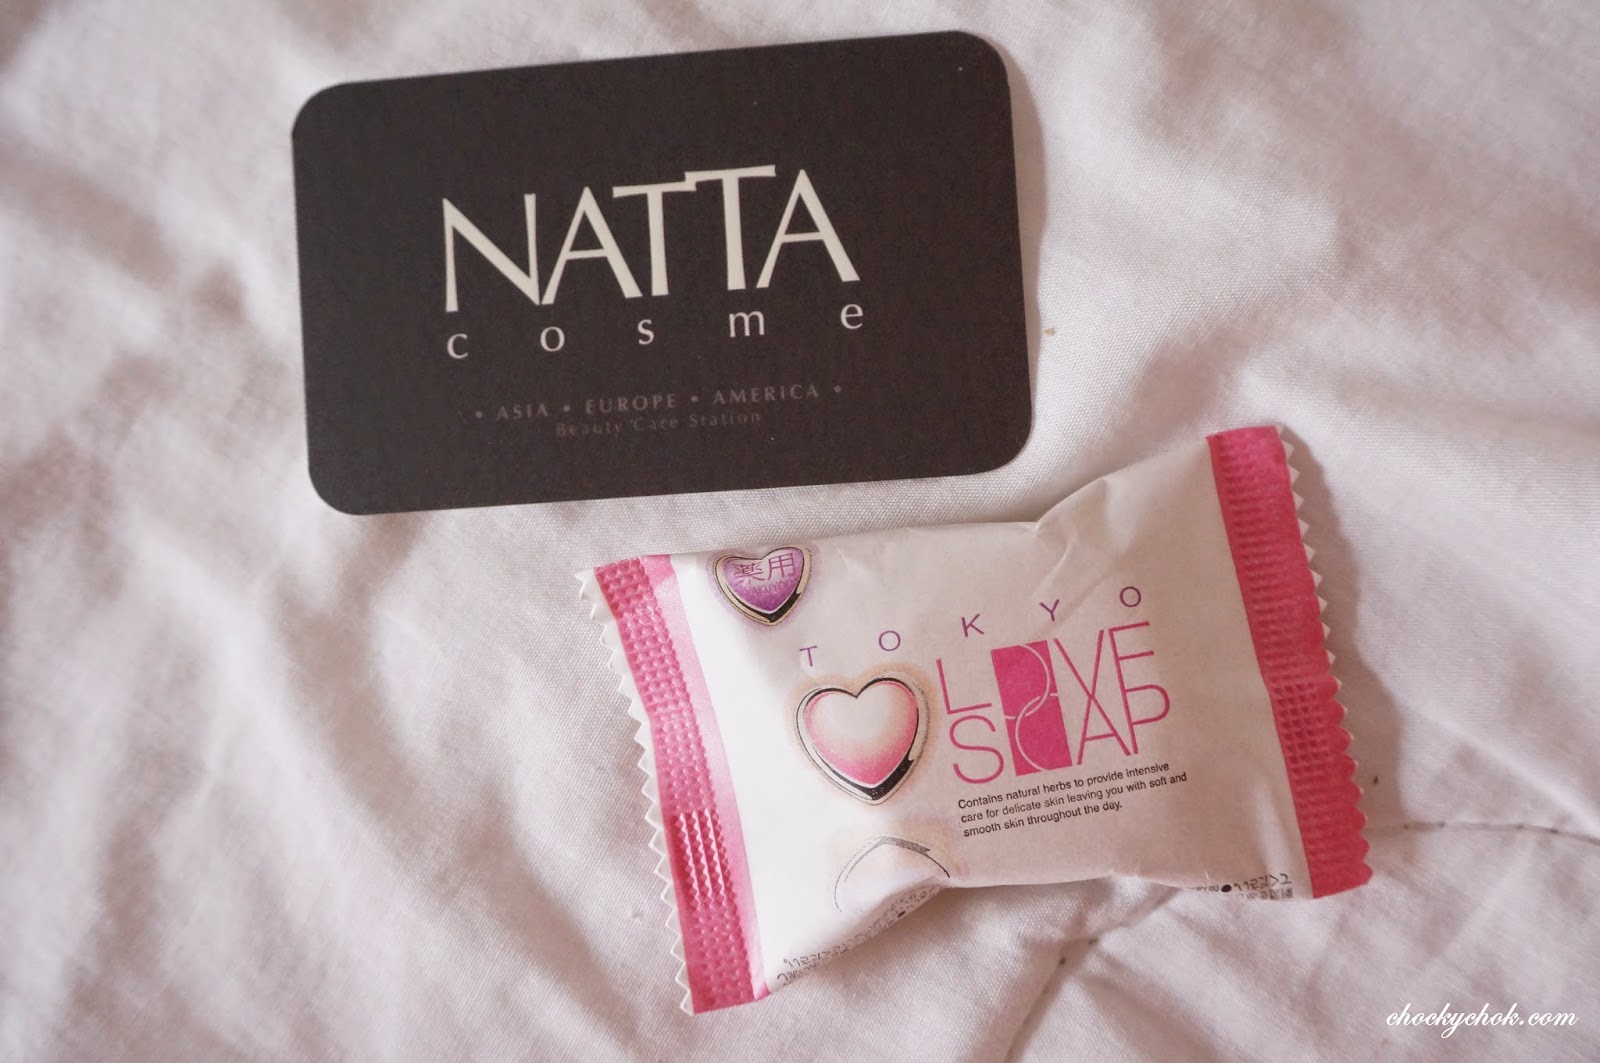 NATTA
cosme
• ASIA • EUROPE • AMERICA •
Beauty Care Station
薬用
TOKYO
LOVE
SOAP
Contains natural herbs to provide intensive
care for delicate skin leaving you with soft and
smooth skin throughout the day.
chockychok.com